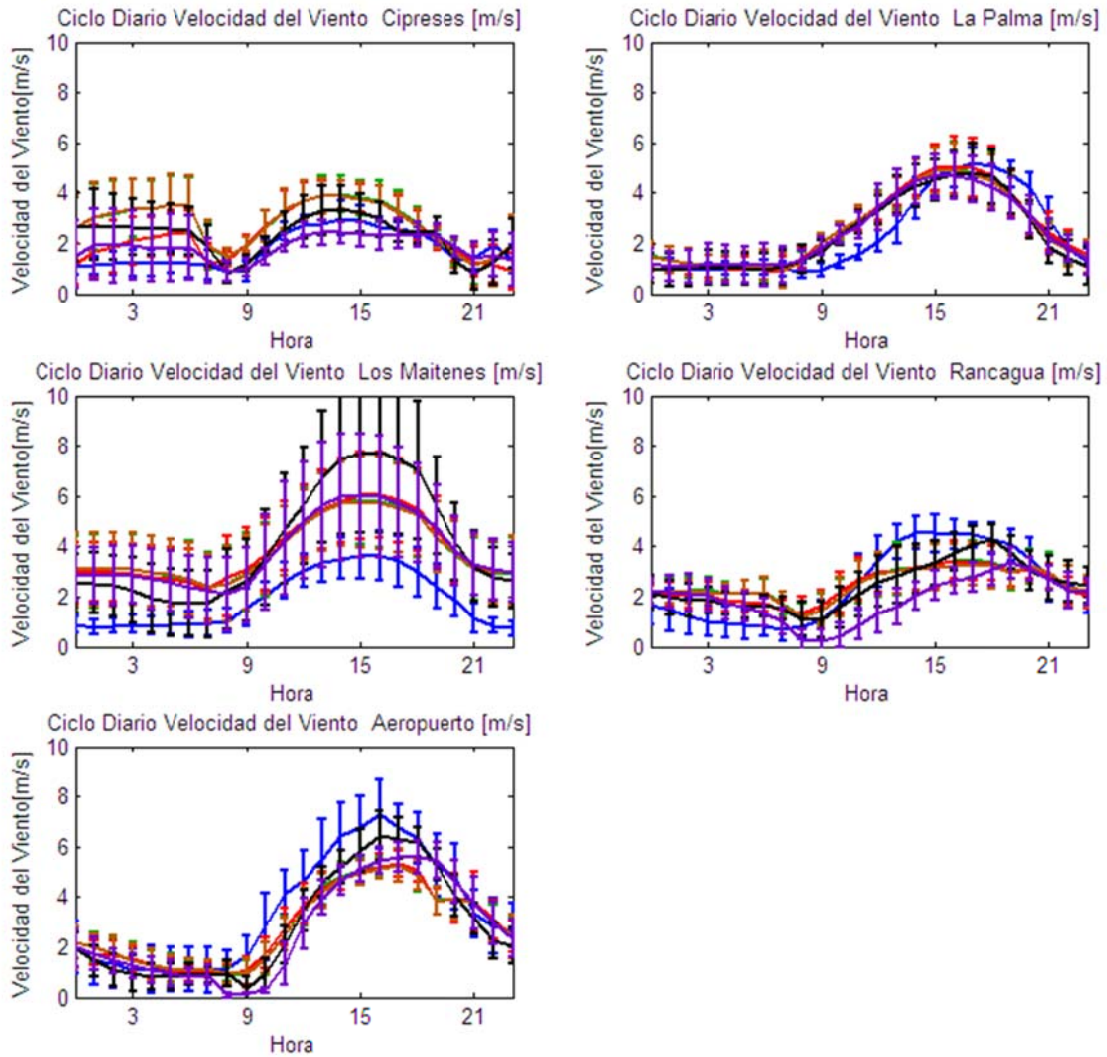 Ciclo Diario Velocidad del Viento Cipreses [m/s]
Velocidad del Viento[m/s]
10
8
6
4
2
0
3 9 15 21
Hora
Ciclo Diario Velocidad del Viento La Palma [m/s]
Velocidad del Viento[m/s]
10
8
6
4
2
0
3 9 15 21
Hora
Ciclo Diario Velocidad del Viento Los Maitenes [m/s]
Velocidad del Viento[m/s]
10
8
6
4
2
0
3 9 15 21
Hora
Ciclo Diario Velocidad del Viento Rancagua [m/s]
Velocidad del Viento[m/s]
10
8
6
4
2
0
3 9 15 21
Hora
Ciclo Diario Velocidad del Viento Aeropuerto [m/s]
Velocidad del Viento[m/s]
10
8
6
4
2
0
3 9 15 21
Hora